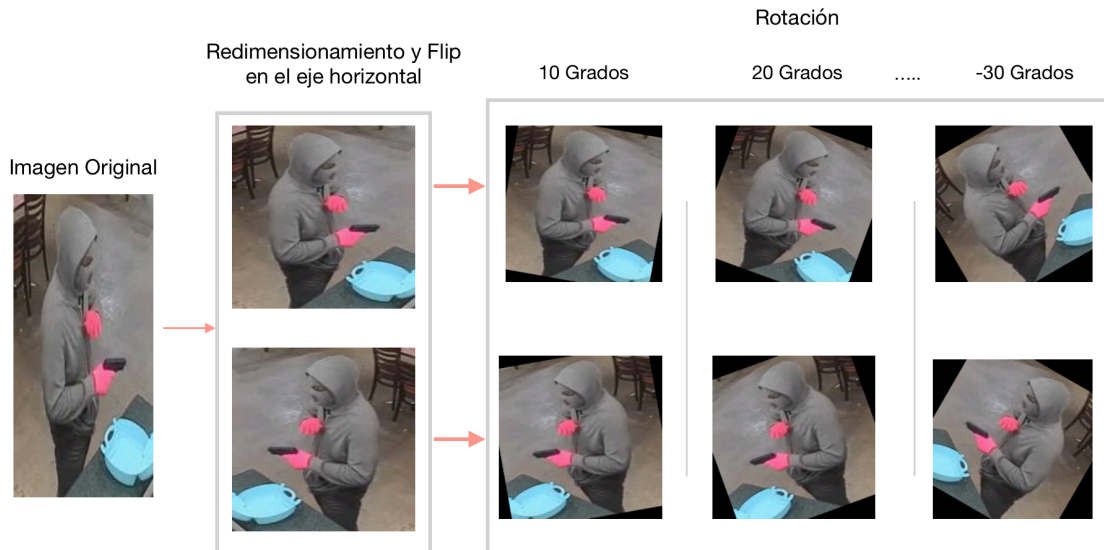 Rotación
Redimensionamiento y Flip
en el eje horizontal
10 Grados
20 Grados
.....
-30 Grados
Imagen Original